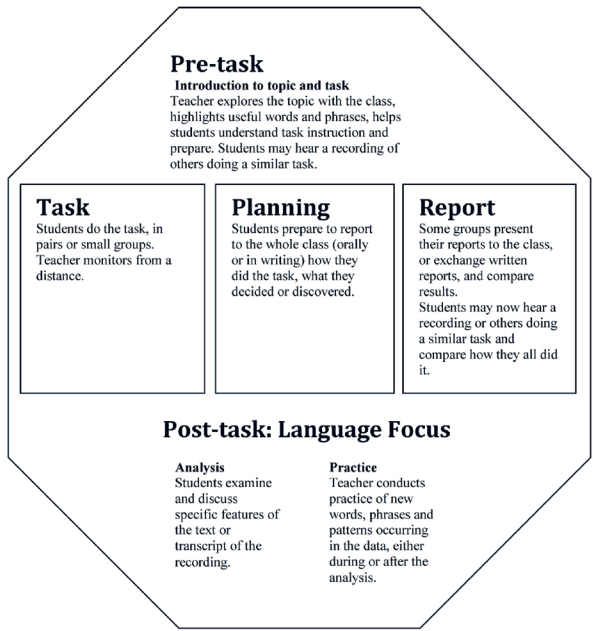 Pre-task
Introduction to topic and task
Teacher explores the topic with the class,
highlights useful words and phrases, helps
students understand task instruction and
prepare. Students may hear a recording of
others doing a similar task.
Task
Students do the task, in
pairs or small groups.
Teacher monitors from a
distance.
Planning
Students prepare to report
to the whole class (orally
or in writing) how they
did the task, what they
decided or discovered.
Report
Some groups present
their reports to the class,
or exchange written
reports, and compare
results.
Students may now hear a
recording or others doing
a similar task and
compare how they all did
it.
Post-task: Language Focus
Analysis
Students examine
and discuss
specific features of
the text or
transcript of the
recording.
Practice
Teacher conducts
practice of new
words, phrases and
patterns occurring
in the data, either
during or after the
analysis.